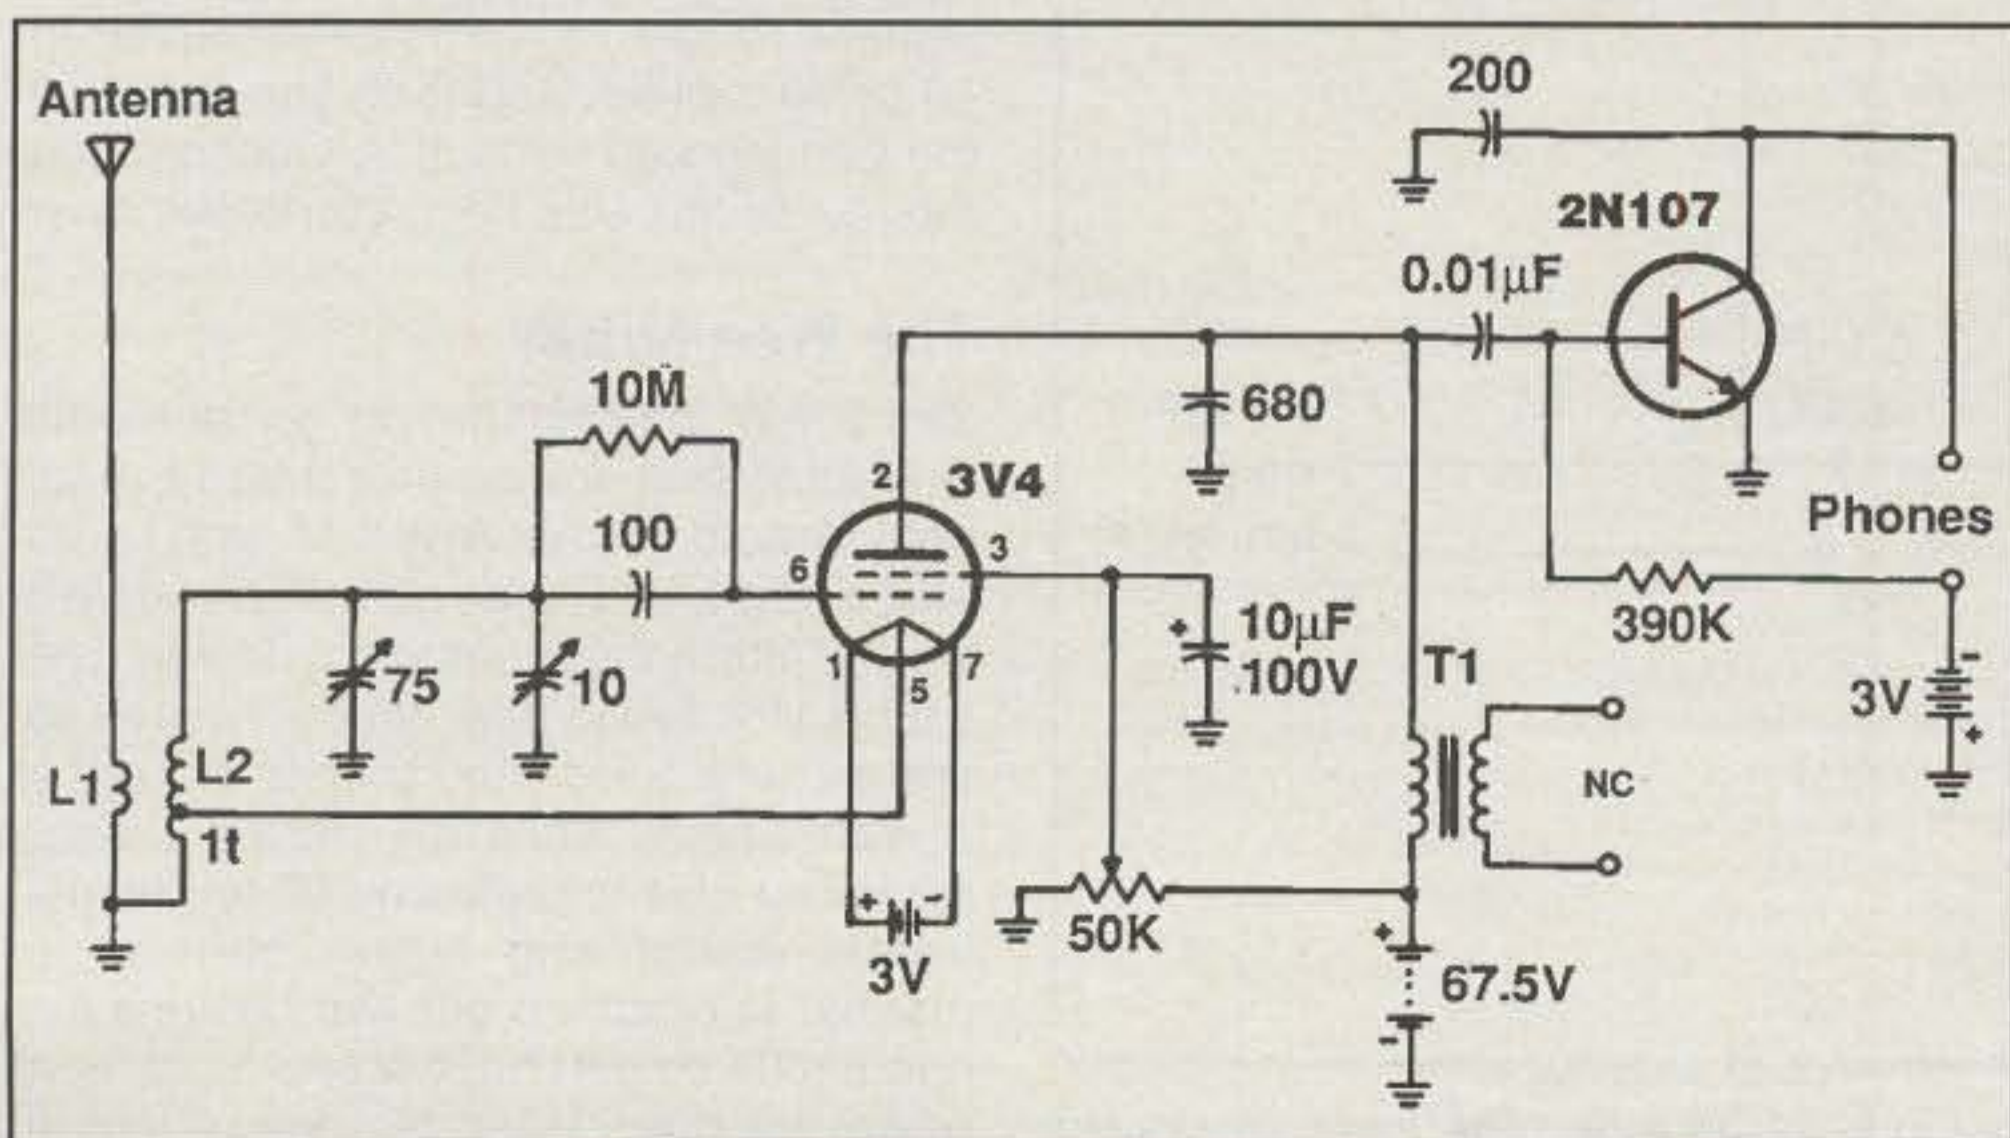 Antenna
200
2N107
0.01µF
10M
680
2
3V4
100
3
6
Phones
10µF
100V
+
390K
1
5
7
T1
75
10
3V
-
+
L1
L2
NC
1t
+
-
50K
3V
+
67.5V
-